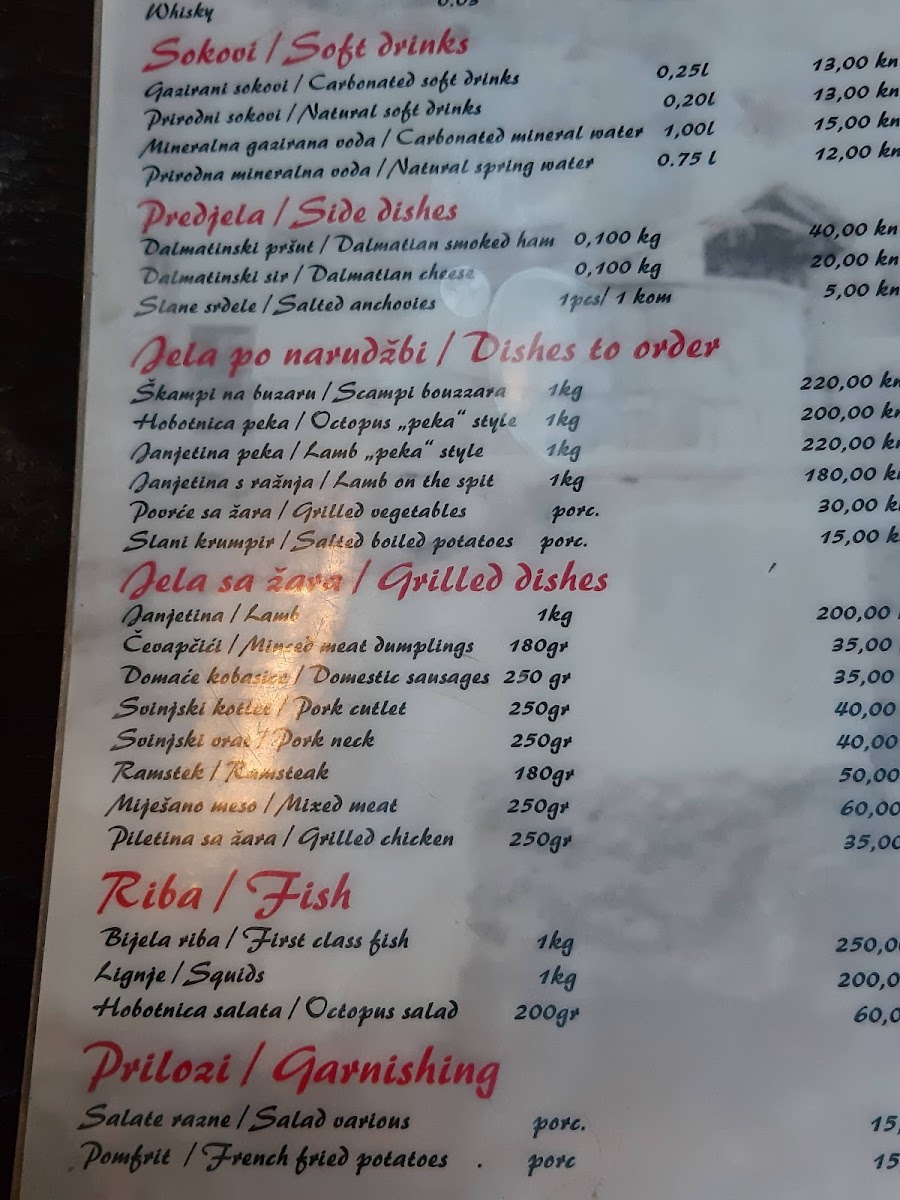 Whisky 0.03
Sokovi / Soft drinks
Gazirani sokovi / Carbonated soft drinks 0,25l 13,00 kn
Prirodni sokovi / Natural soft drinks 0,20l 13,00 kn
Mineralna gazirana voda / Carbonated mineral water 1,00l 15,00 kn
Prirodna mineralna voda / Natural spring water 0.75 l 12,00 kn
Predjela / Side dishes
Dalmatinski pršut / Dalmatian smoked ham 0,100 kg 40,00 kn
Dalmatinski sir / Dalmatian cheese 0,100 kg 20,00 kn
Slane srdele / Salted anchovies 1pcs/ 1 kom 5,00 kn
Jela po narudžbi / Dishes to order
Škampi na buzaru / Scampi bouzzara 1kg 220,00 kn
Hobotnica peka / Octopus „peka“ style 1kg 200,00 kn
Janjetina peka / Lamb „peka“ style 1kg 220,00 kn
Janjetina s ražnja / Lamb on the spit 1kg 180,00 k
Povrće sa žara / Grilled vegetables porc. 30,00 k
Slani krumpir / Salted boiled potatoes porc. 15,00 k
Jela sa žara / Grilled dishes
Janjetina / Lamb 1kg 200,00
Čevapčići / Minced meat dumplings 180gr 35,00
Domaće kobasice / Domestic sausages 250 gr 35,00
Svinjski kotlet / Pork cutlet 250gr 40,00
Svinjski vrat / Pork neck 250gr 40,00
Ramstek / Ramsteak 180gr 50,00
Miješano meso / Mixed meat 250gr 60,00
Piletina sa žara / Grilled chicken 250gr 35,00
Riba / Fish
Bijela riba / First class fish 1kg 250,0
Lignje / Squids 1kg 200,0
Hobotnica salata / Octopus salad 200gr 60,0
Prilozi / Garnishing
Salate razne / Salad various porc. 15,
Pomfrit / French fried potatoes . porc 15